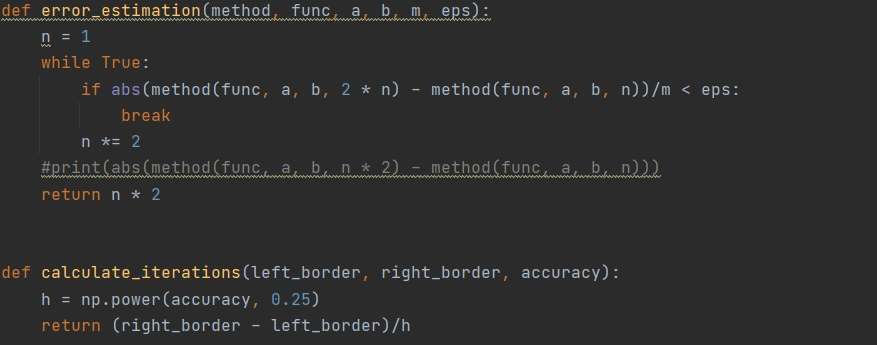 def error_estimation(method, func, a, b, m, eps):
    n = 1
    while True:
        if abs(method(func, a, b, 2 * n) - method(func, a, b, n))/m < eps:
            break
        n *= 2
    #print(abs(method(func, a, b, n * 2) - method(func, a, b, n)))
    return n * 2
def calculate_iterations(left_border, right_border, accuracy):
    h = np.power(accuracy, 0.25)
    return (right_border - left_border)/h